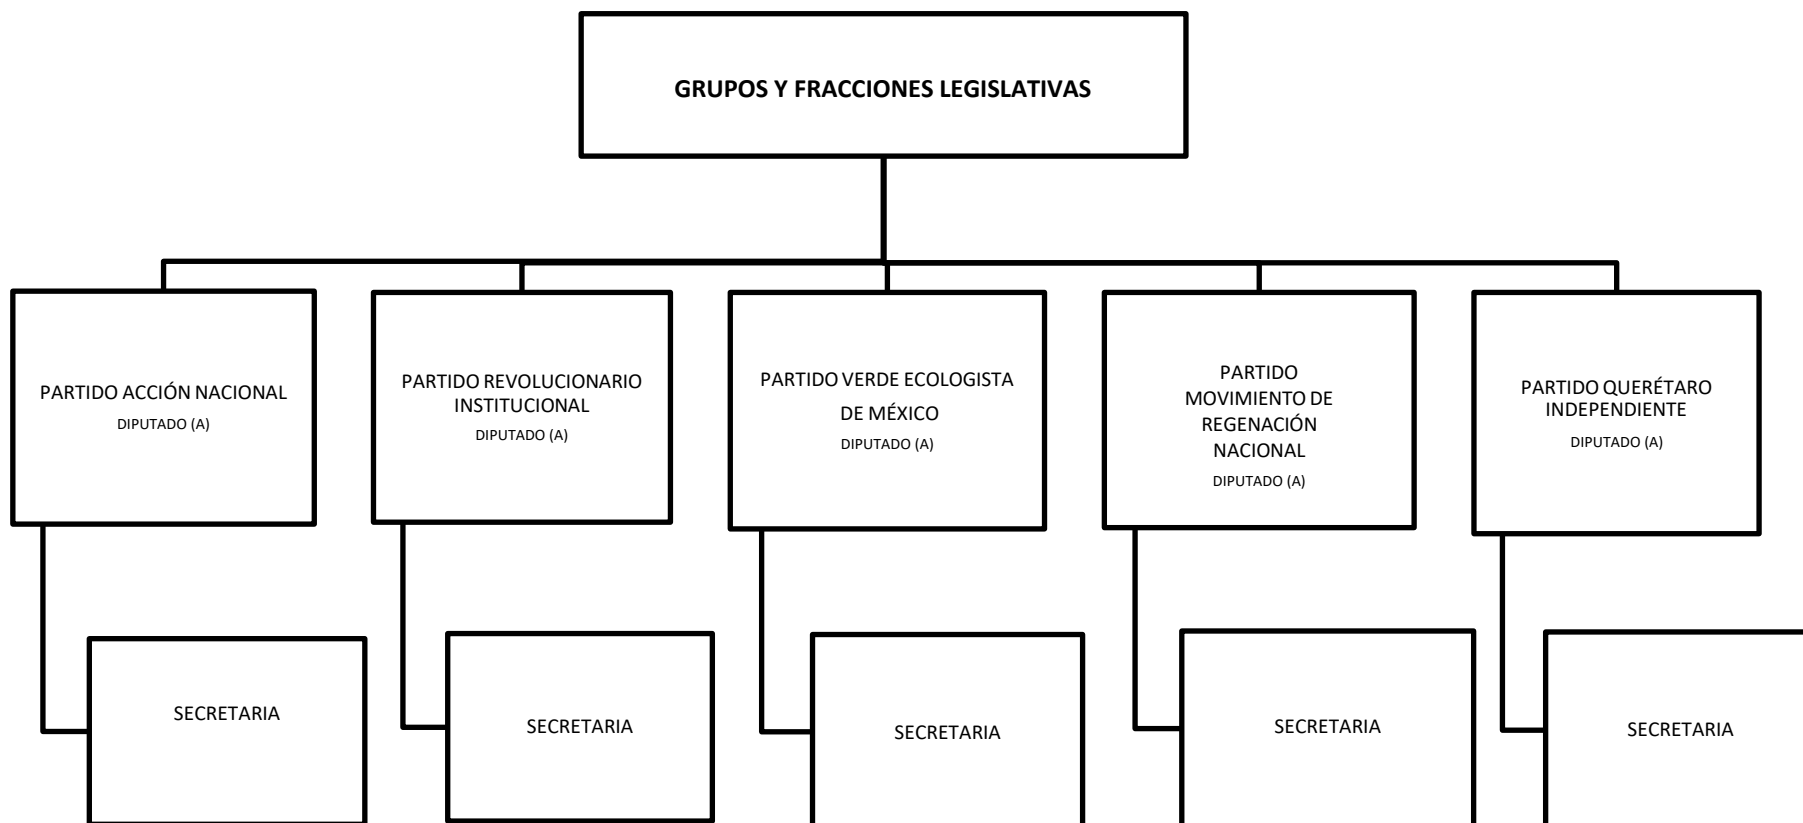 GRUPOS Y FRACCIONES LEGISLATIVAS
PARTIDO ACCIÓN NACIONAL
DIPUTADO (A)
PARTIDO REVOLUCIONARIO
INSTITUCIONAL
DIPUTADO (A)
PARTIDO VERDE ECOLOGISTA
DE MÉXICO
DIPUTADO (A)
PARTIDO
MOVIMIENTO DE
REGENACIÓN
NACIONAL
DIPUTADO (A)
PARTIDO QUERÉTARO
INDEPENDIENTE
DIPUTADO (A)
SECRETARIA
SECRETARIA
SECRETARIA
SECRETARIA
SECRETARIA